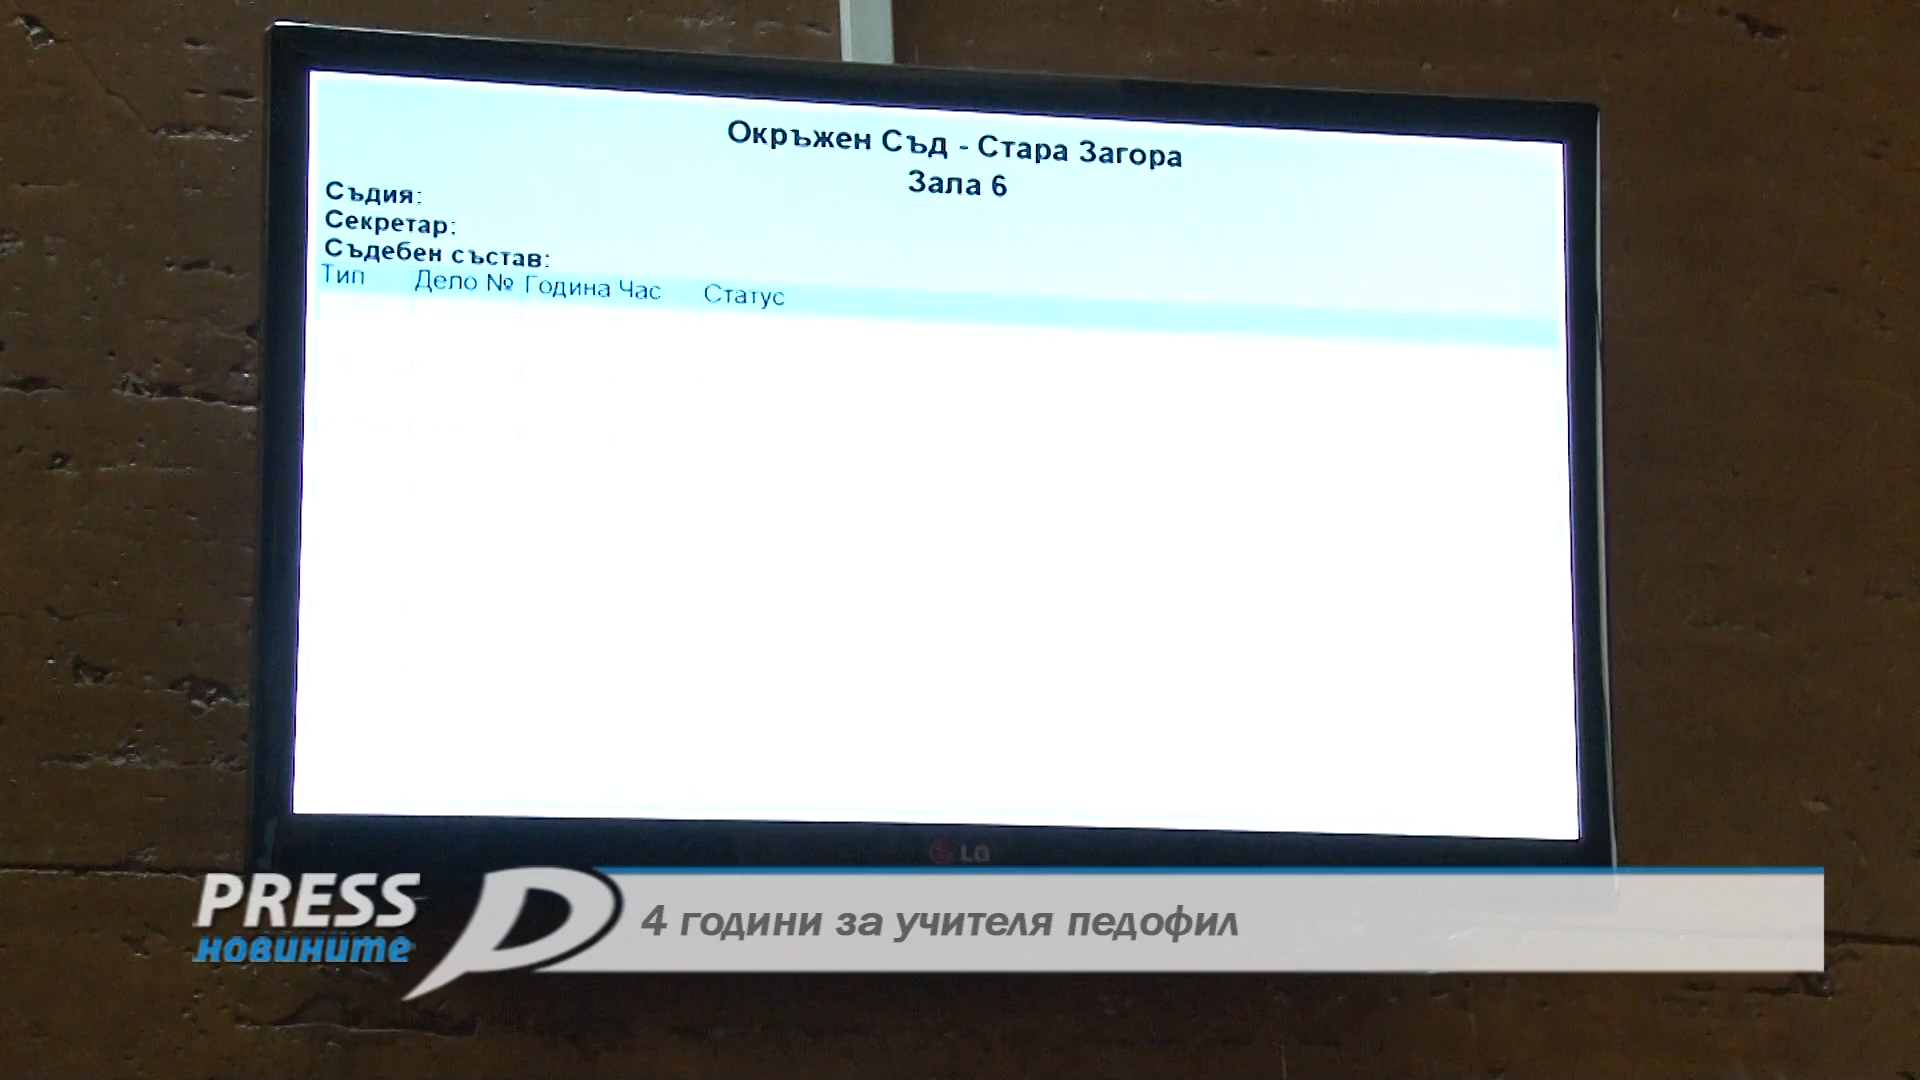 Окръжен Съд - Стара Загора
Зала 6
Съдия:
Секретар:
Съдебен състав:
Тип Дело № Година Час Статус
LG
PRESS
новините
4 години за учителя педофил